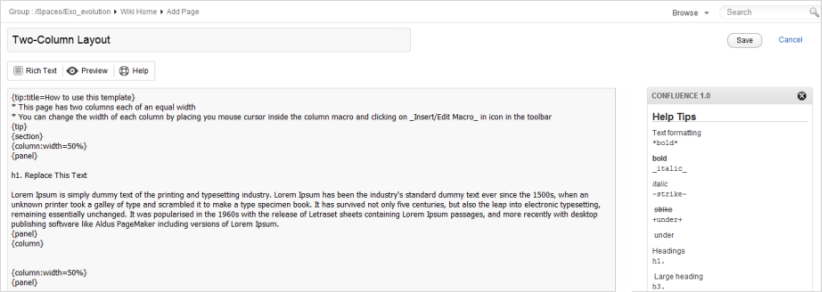 Group : /Spaces/Exo_evolution ▸ Wiki Home ▸ Add Page
Browse
Search
Two-Column Layout
Save
Cancel
Rich Text
Preview
Help
{tip:title=How to use this template}
* This page has two columns each of an equal width
* You can change the width of each column by placing you mouse cursor inside the column macro and clicking on _Insert/Edit Macro_ in icon in the toolbar
{tip}
{section}
{column:width=50%}
{panel}
h1. Replace This Text
Lorem Ipsum is simply dummy text of the printing and typesetting industry. Lorem Ipsum has been the industry's standard dummy text ever since the 1500s, when an
unknown printer took a galley of type and scrambled it to make a type specimen book. It has survived not only five centuries, but also the leap into electronic typesetting,
remaining essentially unchanged. It was popularised in the 1960s with the release of Letraset sheets containing Lorem Ipsum passages, and more recently with desktop
publishing software like Aldus PageMaker including versions of Lorem Ipsum.
{panel}
{column}
{column:width=50%}
{panel}
CONFLUENCE 1.0
Help Tips
Text formatting
*bold*
bold
_italic_
italic
-strike-
strike
+under+
under
Headings
h1.
Large heading
h3.